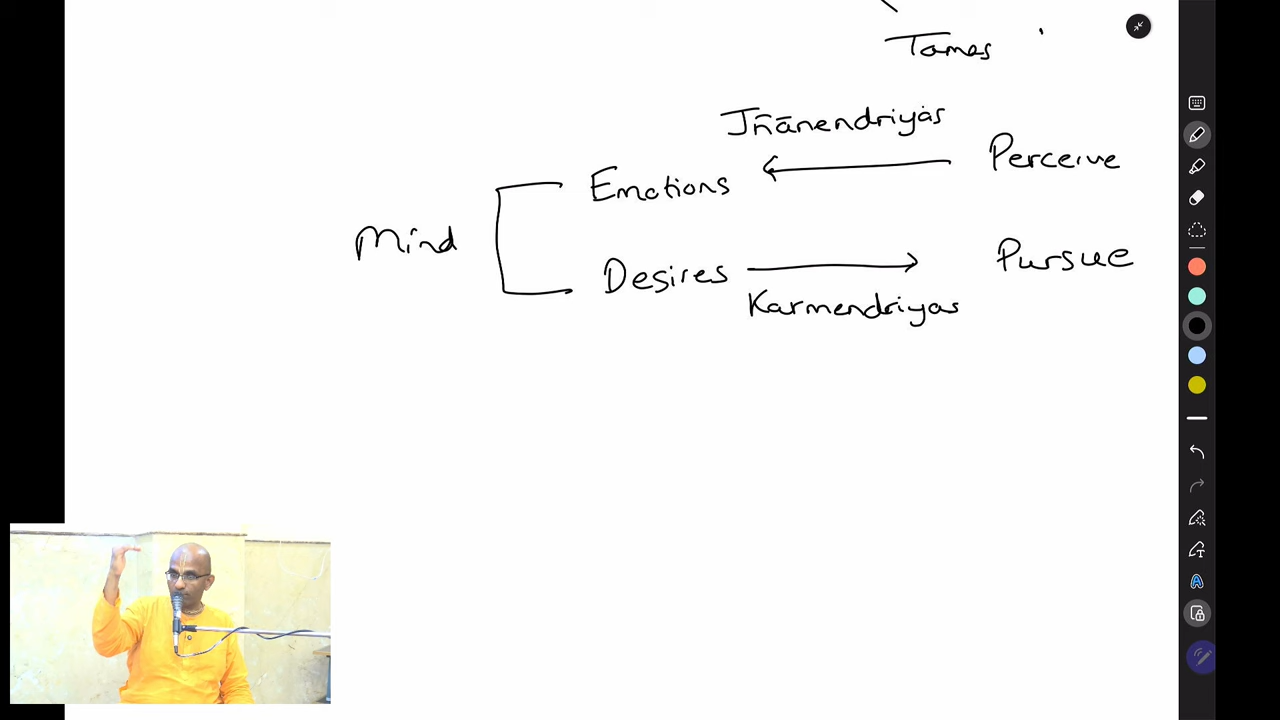 Tamas
Jñānendriyas
Emotions Perceive
Mind
Desires Pursue
Karmendriyas